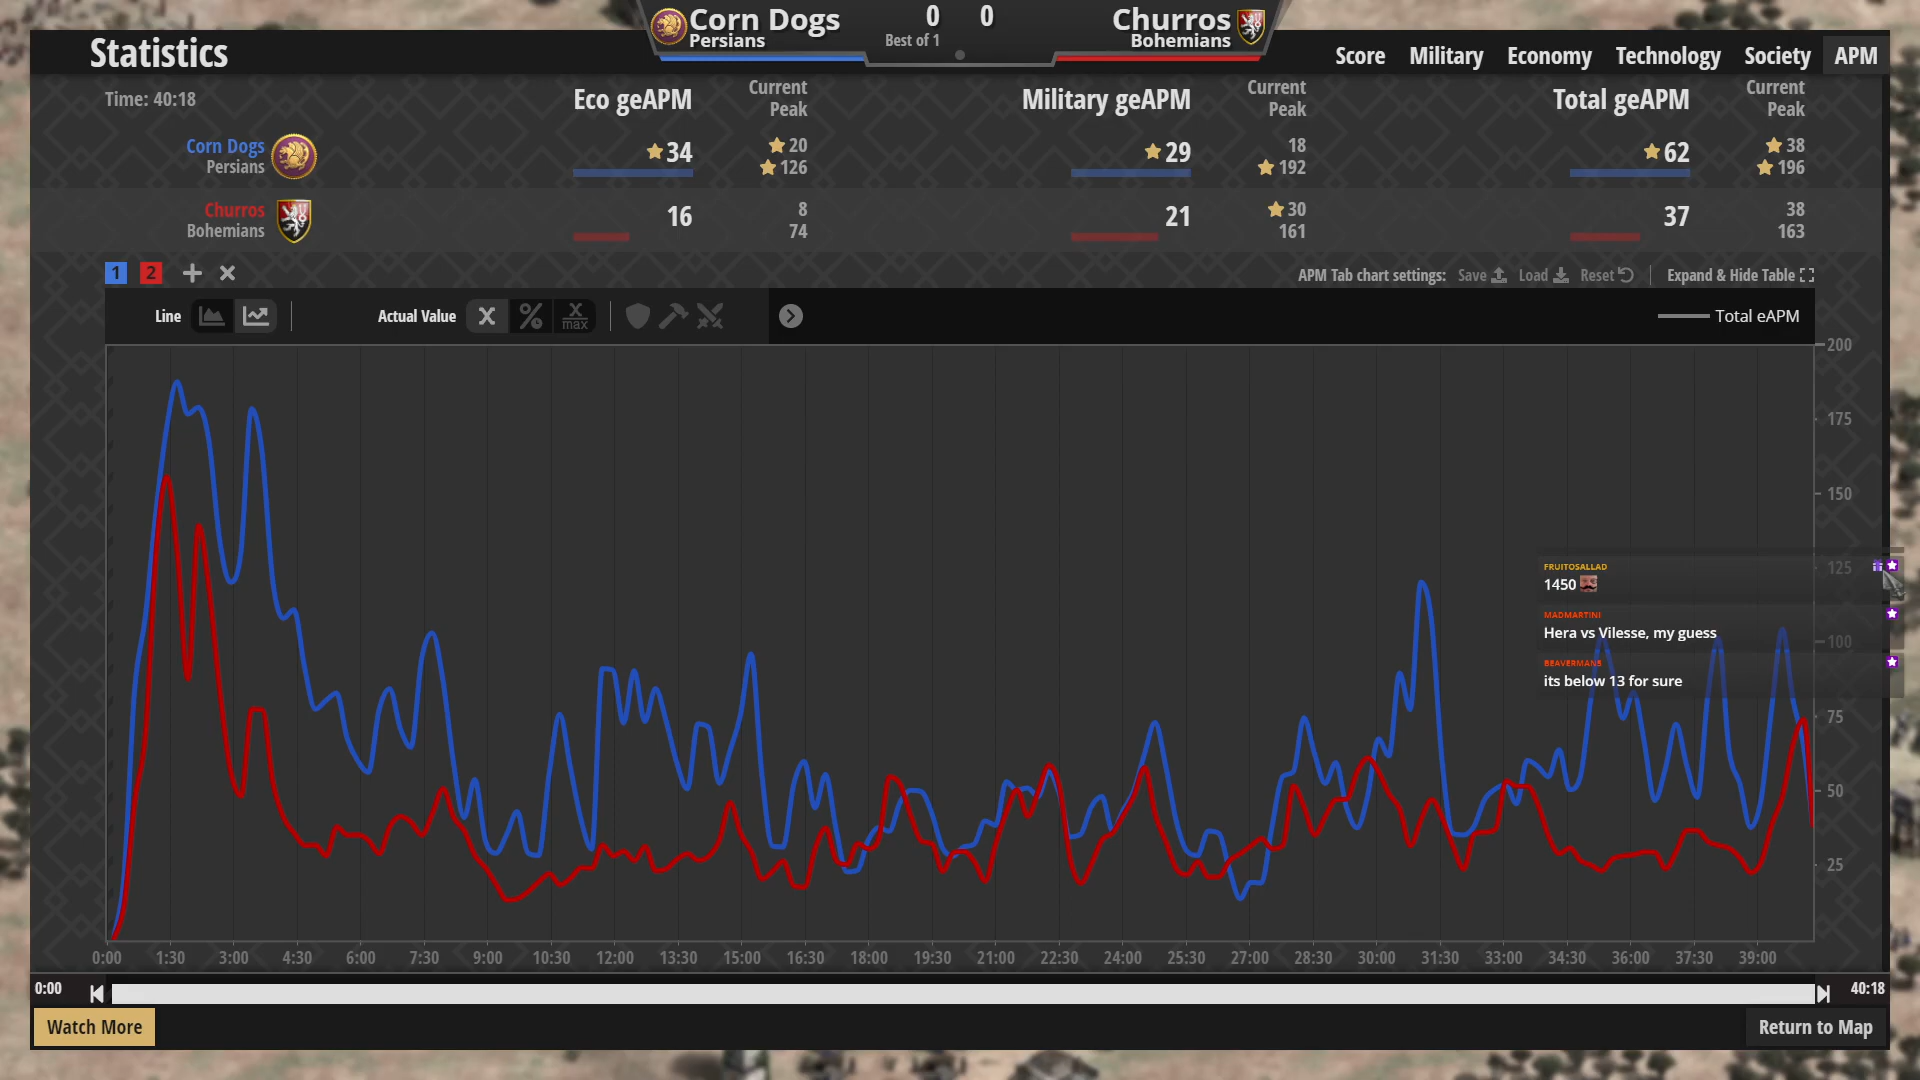 Corn Dogs
Persians
0 0
Best of 1
Churros
Bohemians
Statistics
Score Military Economy Technology Society APM
Time: 40:18
Eco geAPM Current Peak Military geAPM Current Peak Total geAPM Current Peak
Corn Dogs
Persians
34 20 126 29 18 192 62 38 196
Churros
Bohemians
16 8 74 21 30 161 37 38 163
1 2
APM Tab chart settings: Save Load Reset Expand & Hide Table
Line Actual Value X % X max Total eAPM
200
175
150
125
100
75
50
25
FRUITOSALLAD
1450
MADMARTINI
Hera vs Vilesse, my guess
BEAVERMANS
its below 13 for sure
0:00 1:30 3:00 4:30 6:00 7:30 9:00 10:30 12:00 13:30 15:00 16:30 18:00 19:30 21:00 22:30 24:00 25:30 27:00 28:30 30:00 31:30 33:00 34:30 36:00 37:30 39:00
0:00 40:18
Watch More
Return to Map